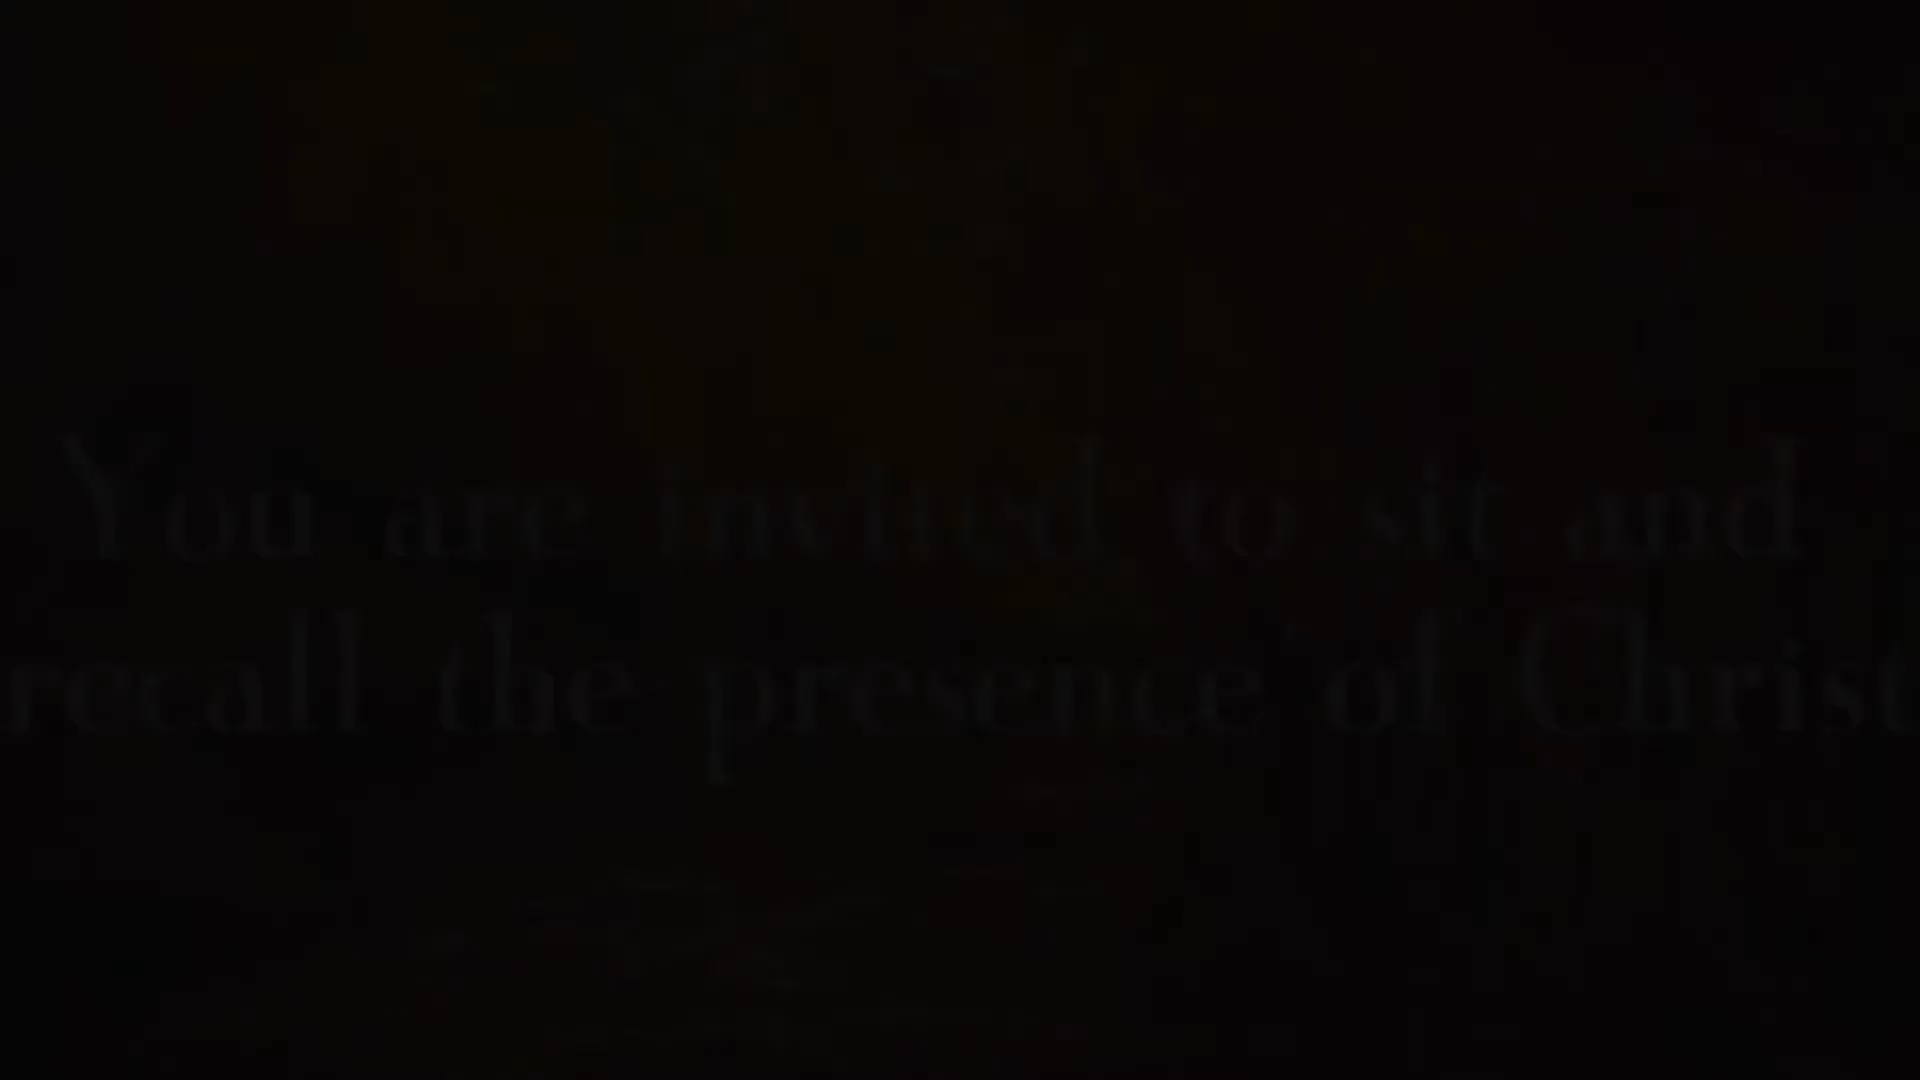 You are invited to sit and
recall the presence of Christ